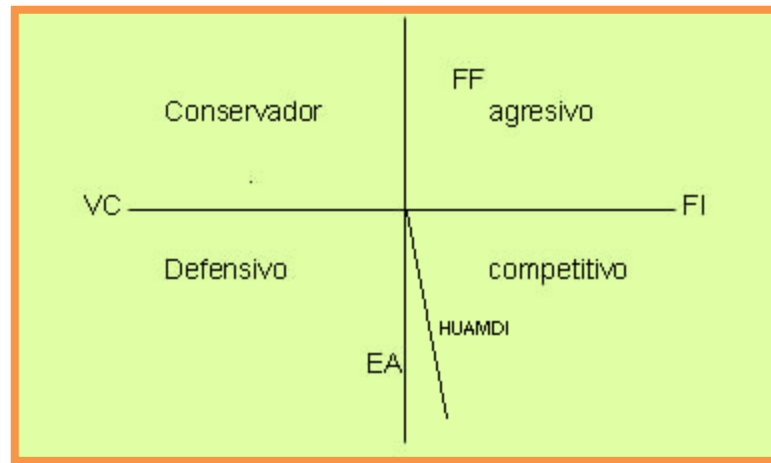 FF
Conservador
agresivo
VC
FI
Defensivo
competitivo
HUAMDI
EA